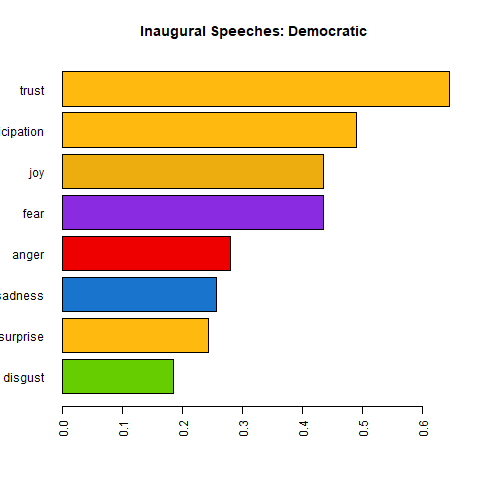 Inaugural Speeches: Democratic
trust
cipation
joy
fear
anger
sadness
surprise
disgust
0.0 0.1 0.2 0.3 0.4 0.5 0.6